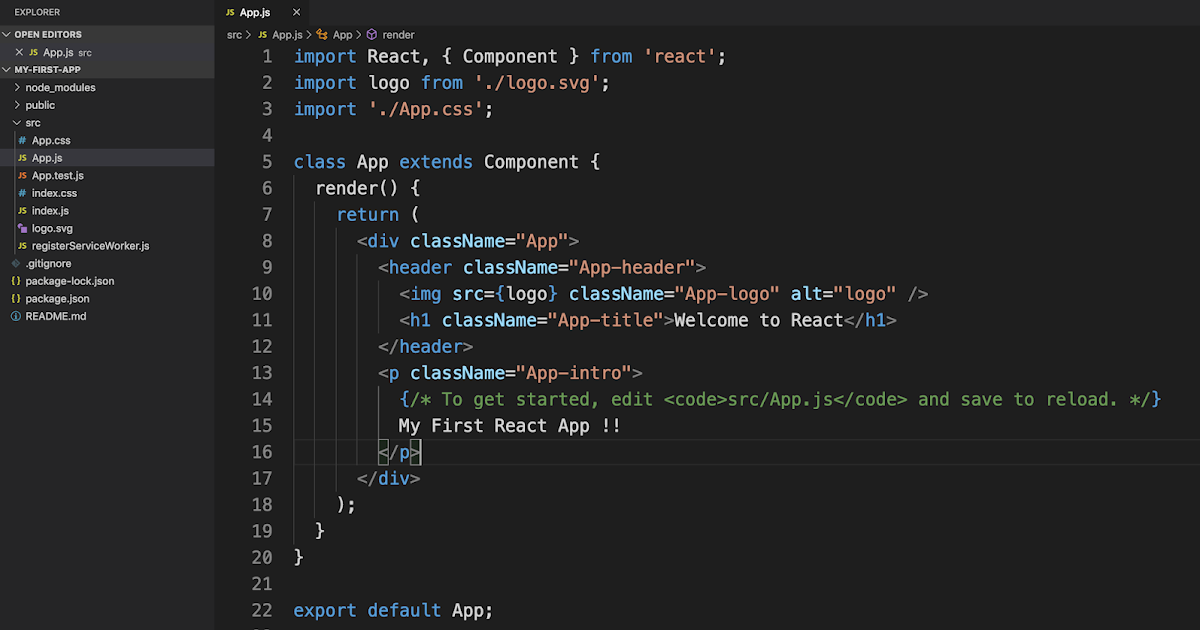 EXPLORER
OPEN EDITORS
JS App.js src
MY-FIRST-APP
node_modules
public
src
# App.css
JS App.js
JS App.test.js
# index.css
JS index.js
logo.svg
JS registerServiceWorker.js
.gitignore
{} package-lock.json
{} package.json
README.md
JS App.js
src > JS App.js > App > render
1 import React, { Component } from 'react';
2 import logo from './logo.svg';
3 import './App.css';
4
5 class App extends Component {
6 render() {
7 return (
8 <div className="App">
9 <header className="App-header">
10 <img src={logo} className="App-logo" alt="logo" />
11 <h1 className="App-title">Welcome to React</h1>
12 </header>
13 <p className="App-intro">
14 {/* To get started, edit <code>src/App.js</code> and save to reload. */}
15 My First React App !!
16 </p>
17 </div>
18 );
19 }
20 }
21
22 export default App;